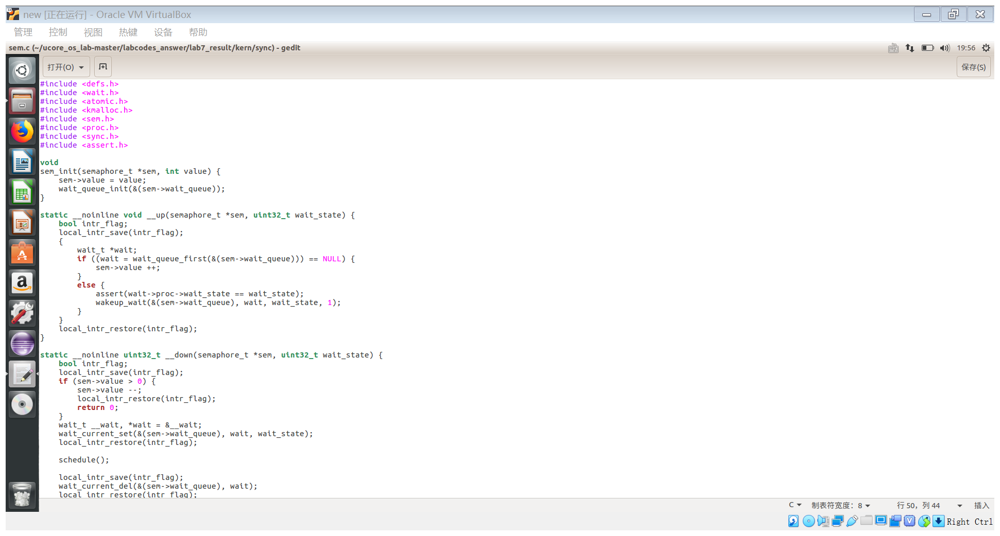 new [正在运行] - Oracle VM VirtualBox
管理 控制 视图 热键 设备 帮助
sem.c (~/ucore_os_lab-master/labcodes_answer/lab7_result/kern/sync) - gedit 19:56
打开(O) 保存(S)
#include <defs.h>
#include <wait.h>
#include <atomic.h>
#include <kmalloc.h>
#include <sem.h>
#include <proc.h>
#include <sync.h>
#include <assert.h>

void
sem_init(semaphore_t *sem, int value) {
    sem->value = value;
    wait_queue_init(&(sem->wait_queue));
}

static __noinline void __up(semaphore_t *sem, uint32_t wait_state) {
    bool intr_flag;
    local_intr_save(intr_flag);
    {
        wait_t *wait;
        if ((wait = wait_queue_first(&(sem->wait_queue))) == NULL) {
            sem->value ++;
        }
        else {
            assert(wait->proc->wait_state == wait_state);
            wakeup_wait(&(sem->wait_queue), wait, wait_state, 1);
        }
    }
    local_intr_restore(intr_flag);
}

static __noinline uint32_t __down(semaphore_t *sem, uint32_t wait_state) {
    bool intr_flag;
    local_intr_save(intr_flag);
    if (sem->value > 0) {
        sem->value --;
        local_intr_restore(intr_flag);
        return 0;
    }
    wait_t __wait, *wait = &__wait;
    wait_current_set(&(sem->wait_queue), wait, wait_state);
    local_intr_restore(intr_flag);

    schedule();

    local_intr_save(intr_flag);
    wait_current_del(&(sem->wait_queue), wait);
    local_intr_restore(intr_flag);
C 制表符宽度: 8 行 50, 列 44 插入
Right Ctrl